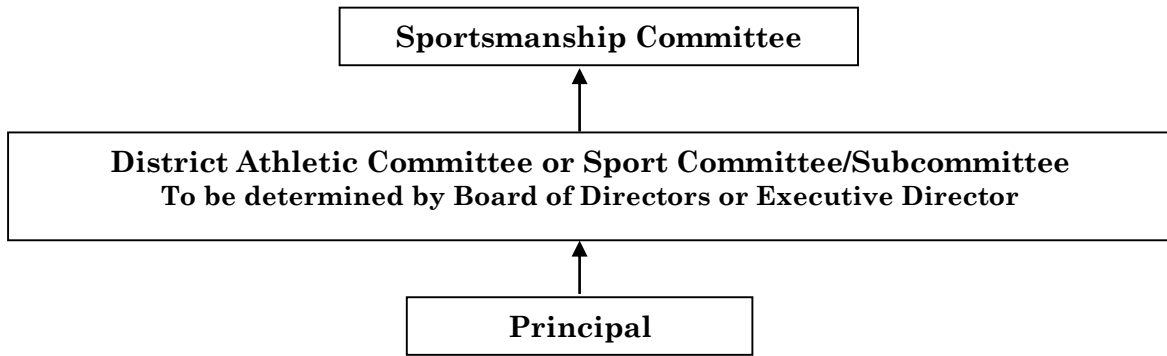 Sportsmanship Committee
District Athletic Committee or Sport Committee/Subcommittee
To be determined by Board of Directors or Executive Director
Principal